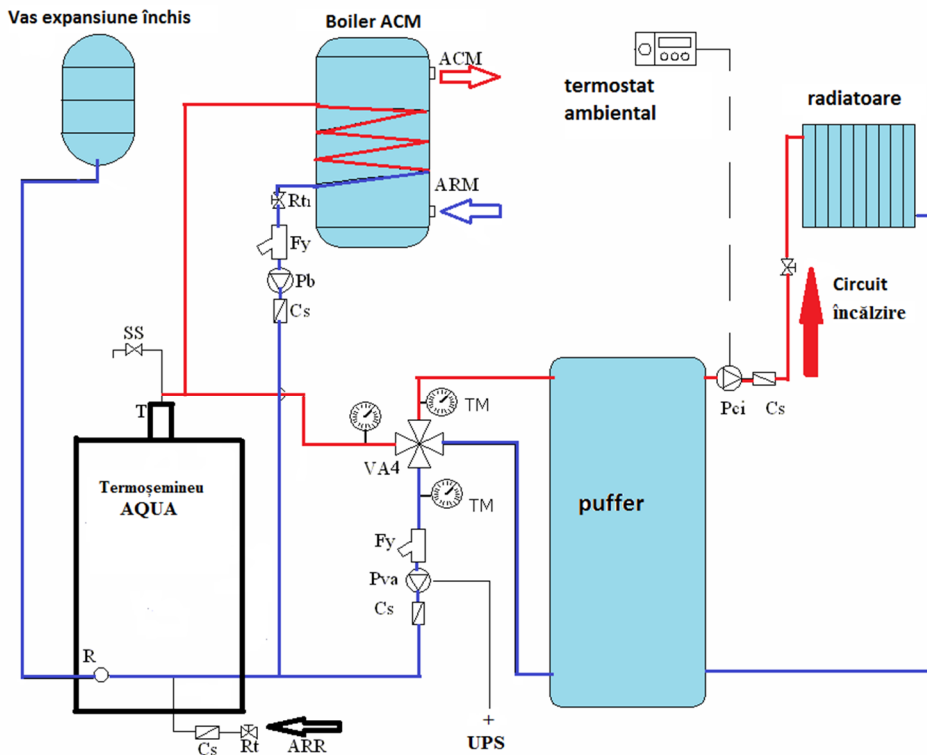 Vas expansiune închis
Boiler ACM
ACM
termostat
ambiental
radiatoare
ARM
Rt1
Fy
Pb
Cs
Circuit
încălzire
SS
T
TM
Pci
Cs
VA4
Termoșemineu
AQUA
TM
puffer
Fy
Pva
Cs
R
+
UPS
Cs
Rt
ARR